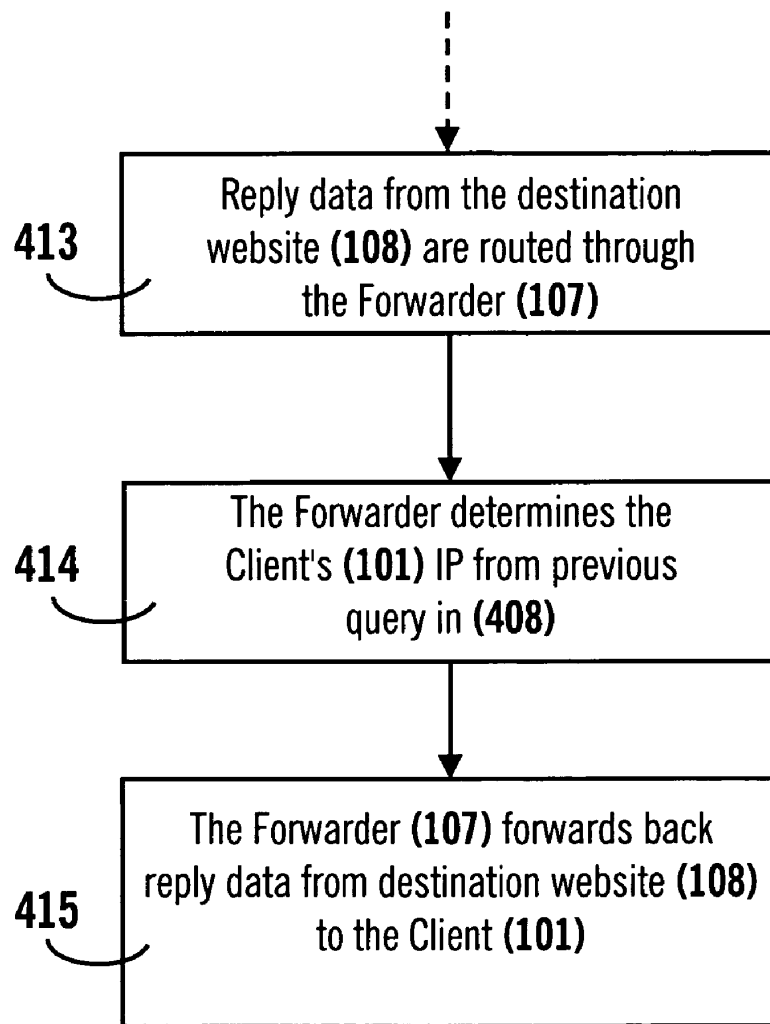 413
Reply data from the destination
website (108) are routed through
the Forwarder (107)
414
The Forwarder determines the
Client's (101) IP from previous
query in (408)
415
The Forwarder (107) forwards back
reply data from destination website (108)
to the Client (101)